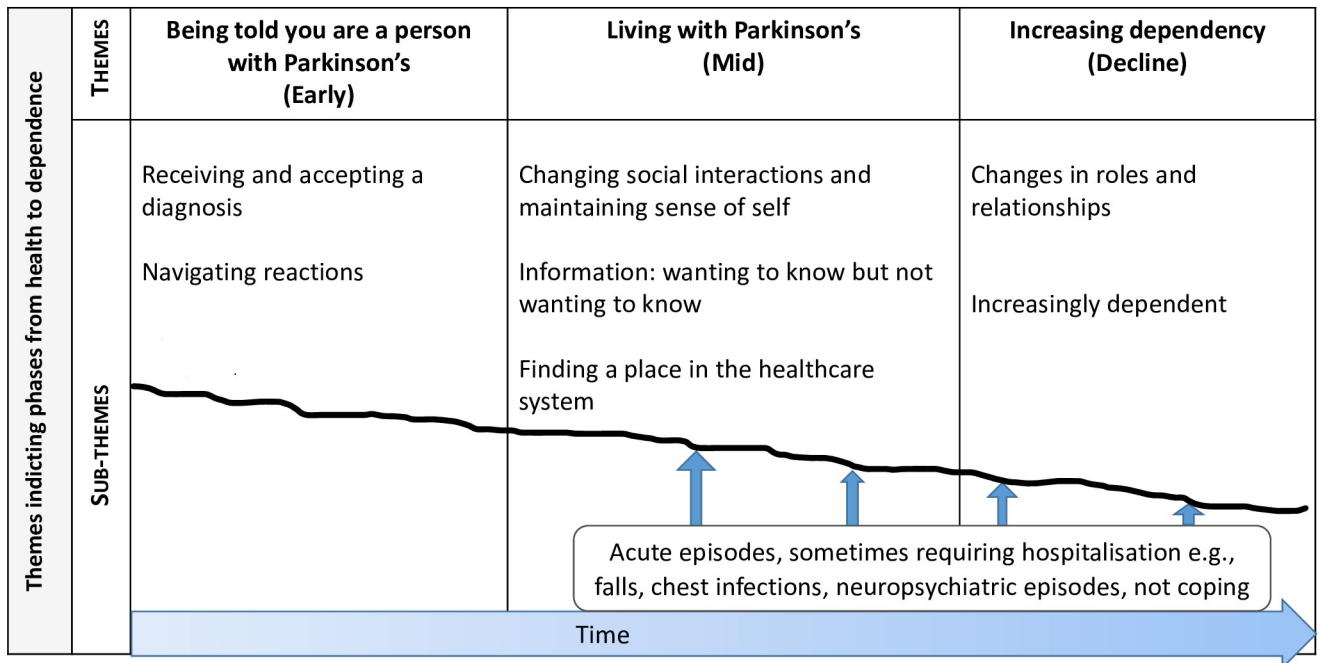 Themes indicting phases from health to dependence
THEMES
Being told you are a person
with Parkinson's
(Early)
Living with Parkinson's
(Mid)
Increasing dependency
(Decline)
SUB-THEMES
Receiving and accepting a
diagnosis
Navigating reactions
Changing social interactions and
maintaining sense of self
Information: wanting to know but not
wanting to know
Finding a place in the healthcare
system
Changes in roles and
relationships
Increasingly dependent
Acute episodes, sometimes requiring hospitalisation e.g.,
falls, chest infections, neuropsychiatric episodes, not coping
Time